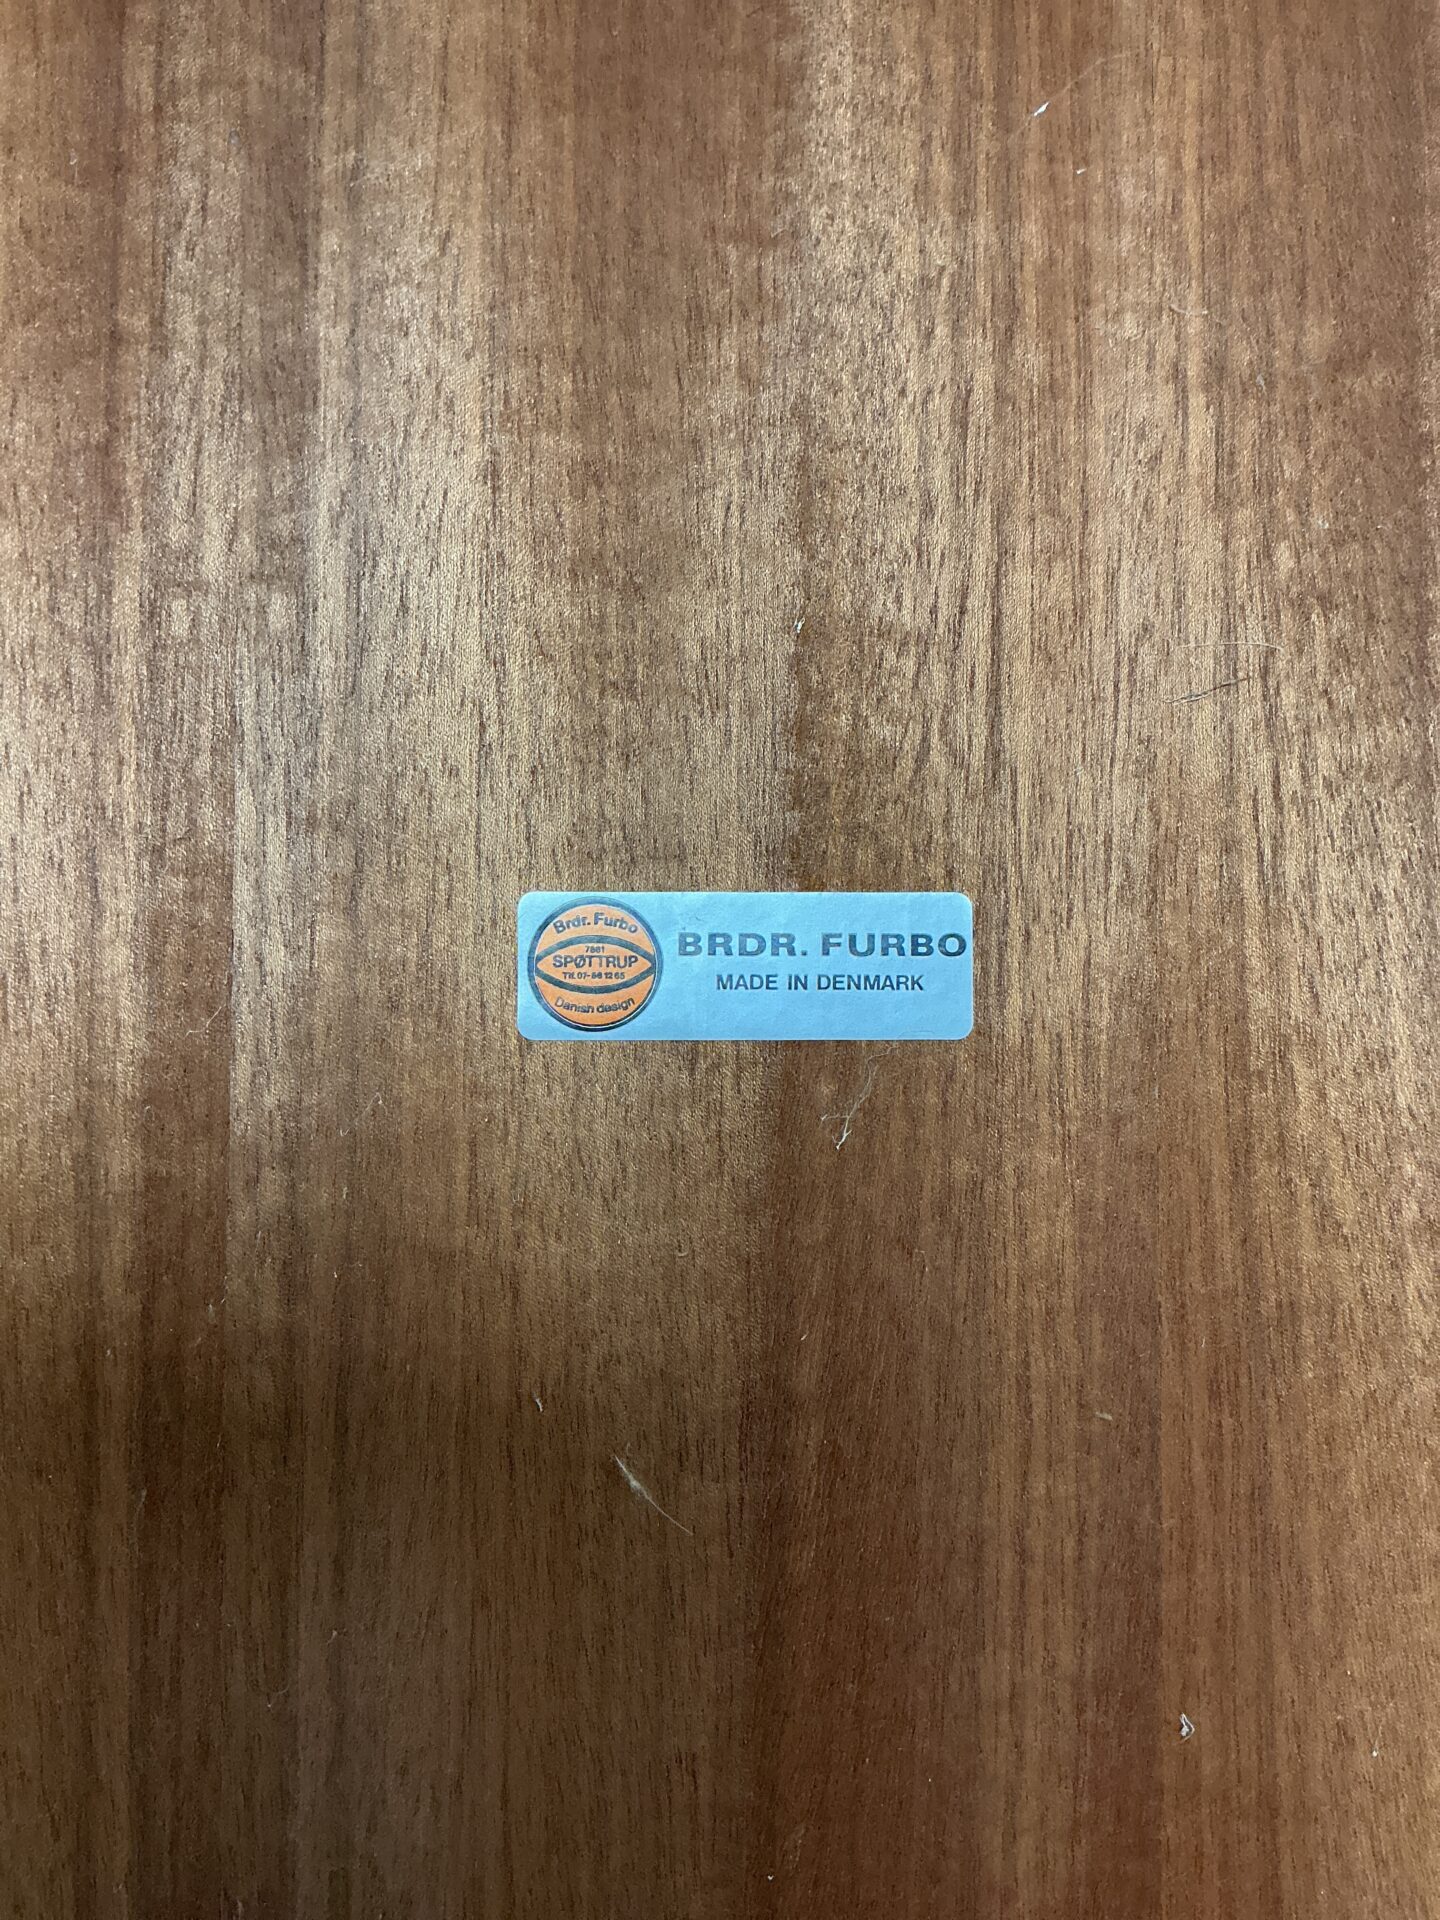 Brdr. Furbo
7861
SPØTTRUP
Tlf. 07-56 12 65
Danish design
BRDR. FURBO
MADE IN DENMARK